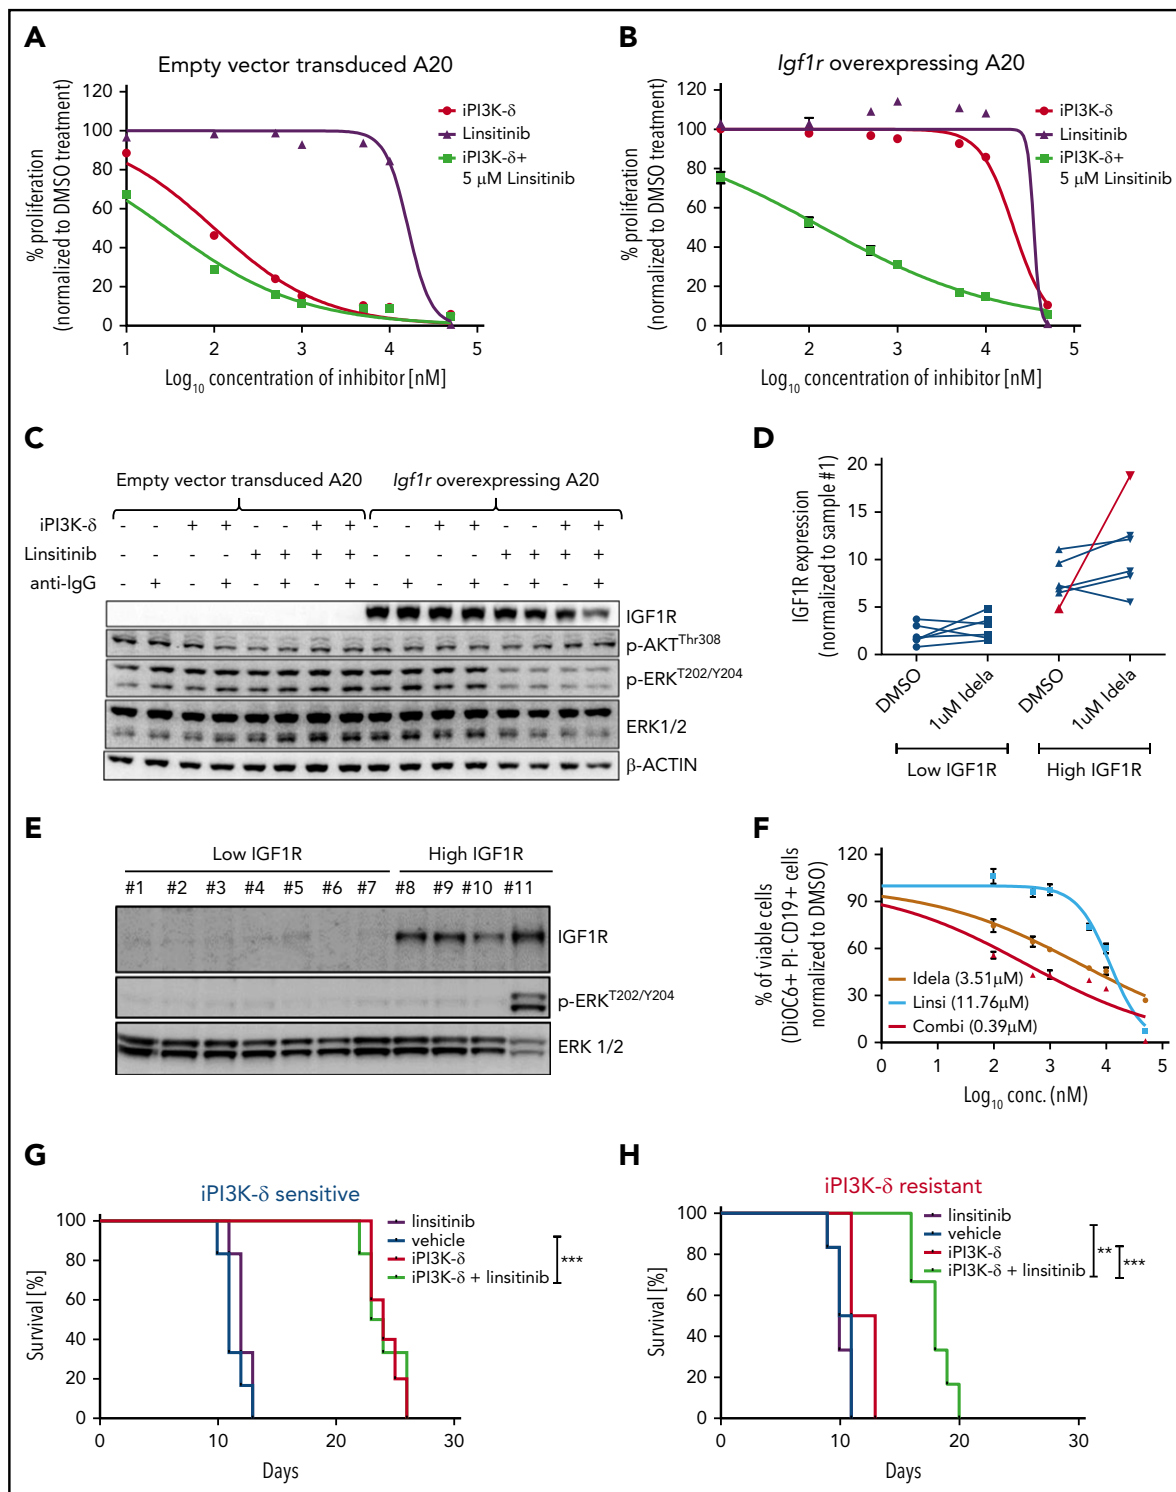 A
Empty vector transduced A20
% proliferation
(normalized to DMSO treatment)
120
100
80
60
40
20
0
1 2 3 4 5
Log10 concentration of inhibitor [nM]
iPI3K-δ
Linsitinib
iPI3K-δ+
5 µM Linsitinib
B
Igf1r overexpressing A20
% proliferation
(normalized to DMSO treatment)
120
100
80
60
40
20
0
1 2 3 4 5
Log10 concentration of inhibitor [nM]
iPI3K-δ
Linsitinib
iPI3K-δ+
5 µM Linsitinib
C
Empty vector transduced A20 Igf1r overexpressing A20
iPI3K-δ - - + + - - + + - - + + - - + +
Linsitinib - - - - + + + + - - - - + + + +
anti-IgG - + - + - + - + - + - + - + - +
IGF1R
p-AKTThr308
p-ERKT202/Y204
ERK1/2
β-ACTIN
D
IGF1R expression
(normalized to sample #1)
20
15
10
5
0
DMSO
1uM Idela
DMSO
1uM Idela
Low IGF1R High IGF1R
E
Low IGF1R High IGF1R
#1 #2 #3 #4 #5 #6 #7 #8 #9 #10 #11
IGF1R
p-ERKT202/Y204
ERK 1/2
F
% of viable cells
(DiOC6+ PI- CD19+ cells
normalized to DMSO)
120
90
60
30
0
Idela (3.51µM)
Linsi (11.76µM)
Combi (0.39µM)
0 1 2 3 4 5
Log10 conc. (nM)
G
iPI3K-δ sensitive
Survival [%]
100
80
60
40
20
0
0 10 20 30
Days
linsitinib
vehicle
iPI3K-δ
iPI3K-δ + linsitinib
***
H
iPI3K-δ resistant
Survival [%]
100
80
60
40
20
0
0 10 20 30
Days
linsitinib
vehicle
iPI3K-δ
iPI3K-δ + linsitinib
**
***